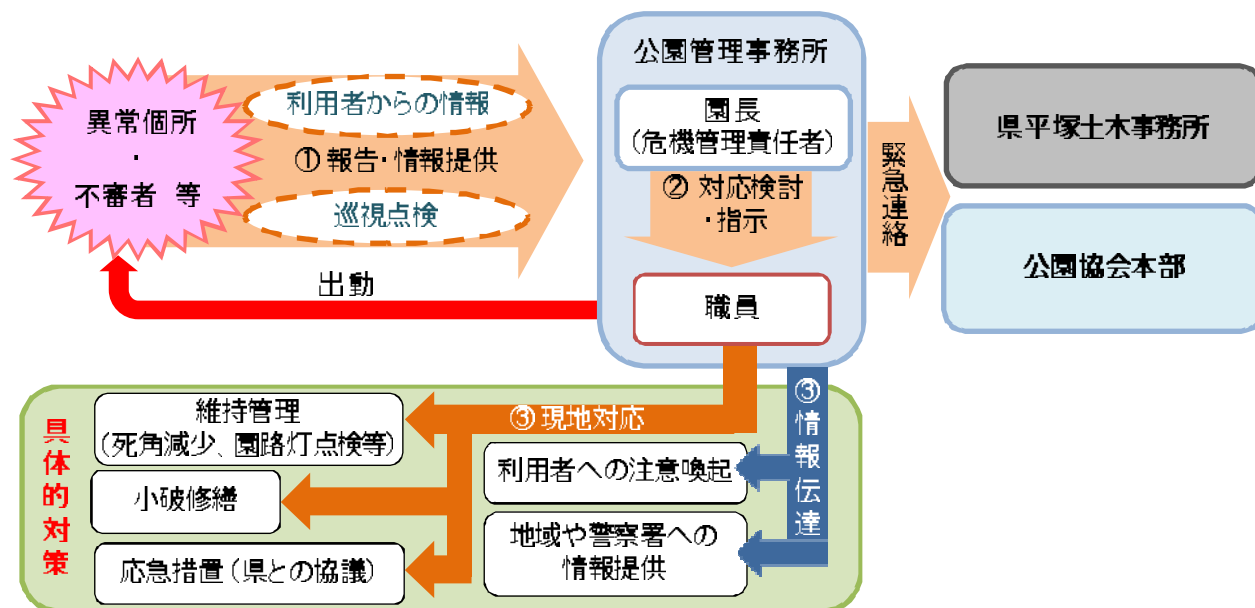 異常個所
・
不審者 等
利用者からの情報
① 報告・情報提供
巡視点検
出動
公園管理事務所
園長
(危機管理責任者)
② 対応検討
・指示
職員
緊急連絡
県平塚土木事務所
公園協会本部
具体的対策
③ 現地対応
維持管理
(死角減少、園路灯点検等)
小破修繕
応急措置(県との協議)
③ 情報伝達
利用者への注意喚起
地域や警察署への
情報提供